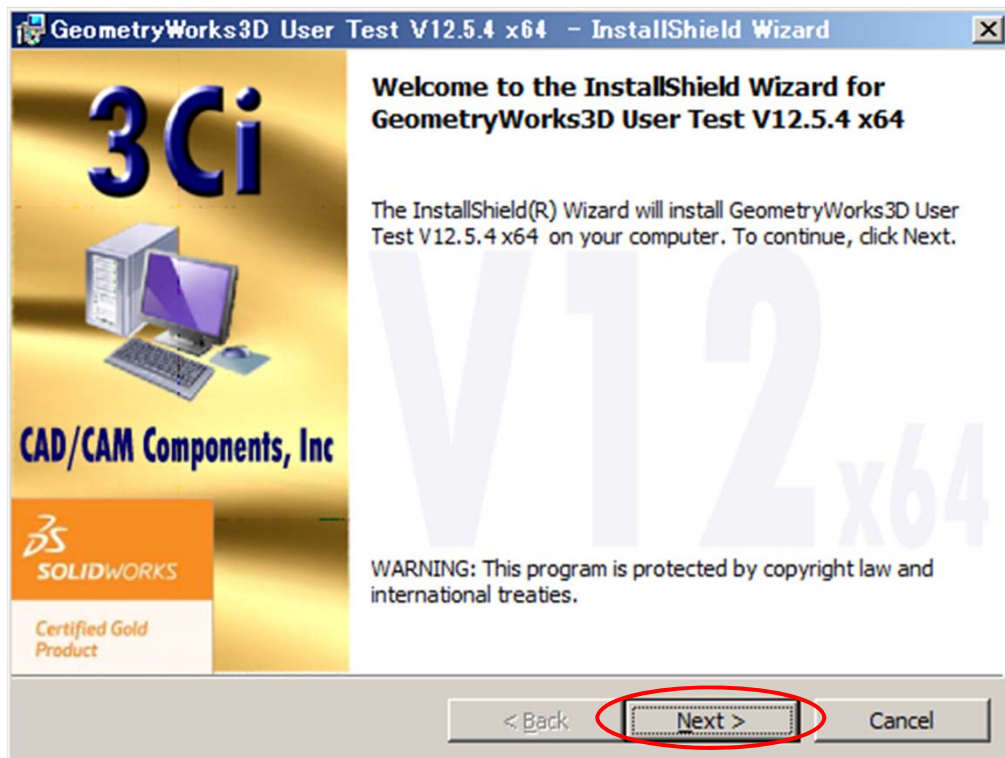 GeometryWorks3D User Test V12.5.4 x64 - InstallShield Wizard
3Ci
CAD/CAM Components, Inc
3S
SOLIDWORKS
Certified Gold
Product
Welcome to the InstallShield Wizard for
GeometryWorks3D User Test V12.5.4 x64
The InstallShield(R) Wizard will install GeometryWorks3D User
Test V12.5.4 x64 on your computer. To continue, click Next.
V12 x64
WARNING: This program is protected by copyright law and
international treaties.
< Back
Next >
Cancel